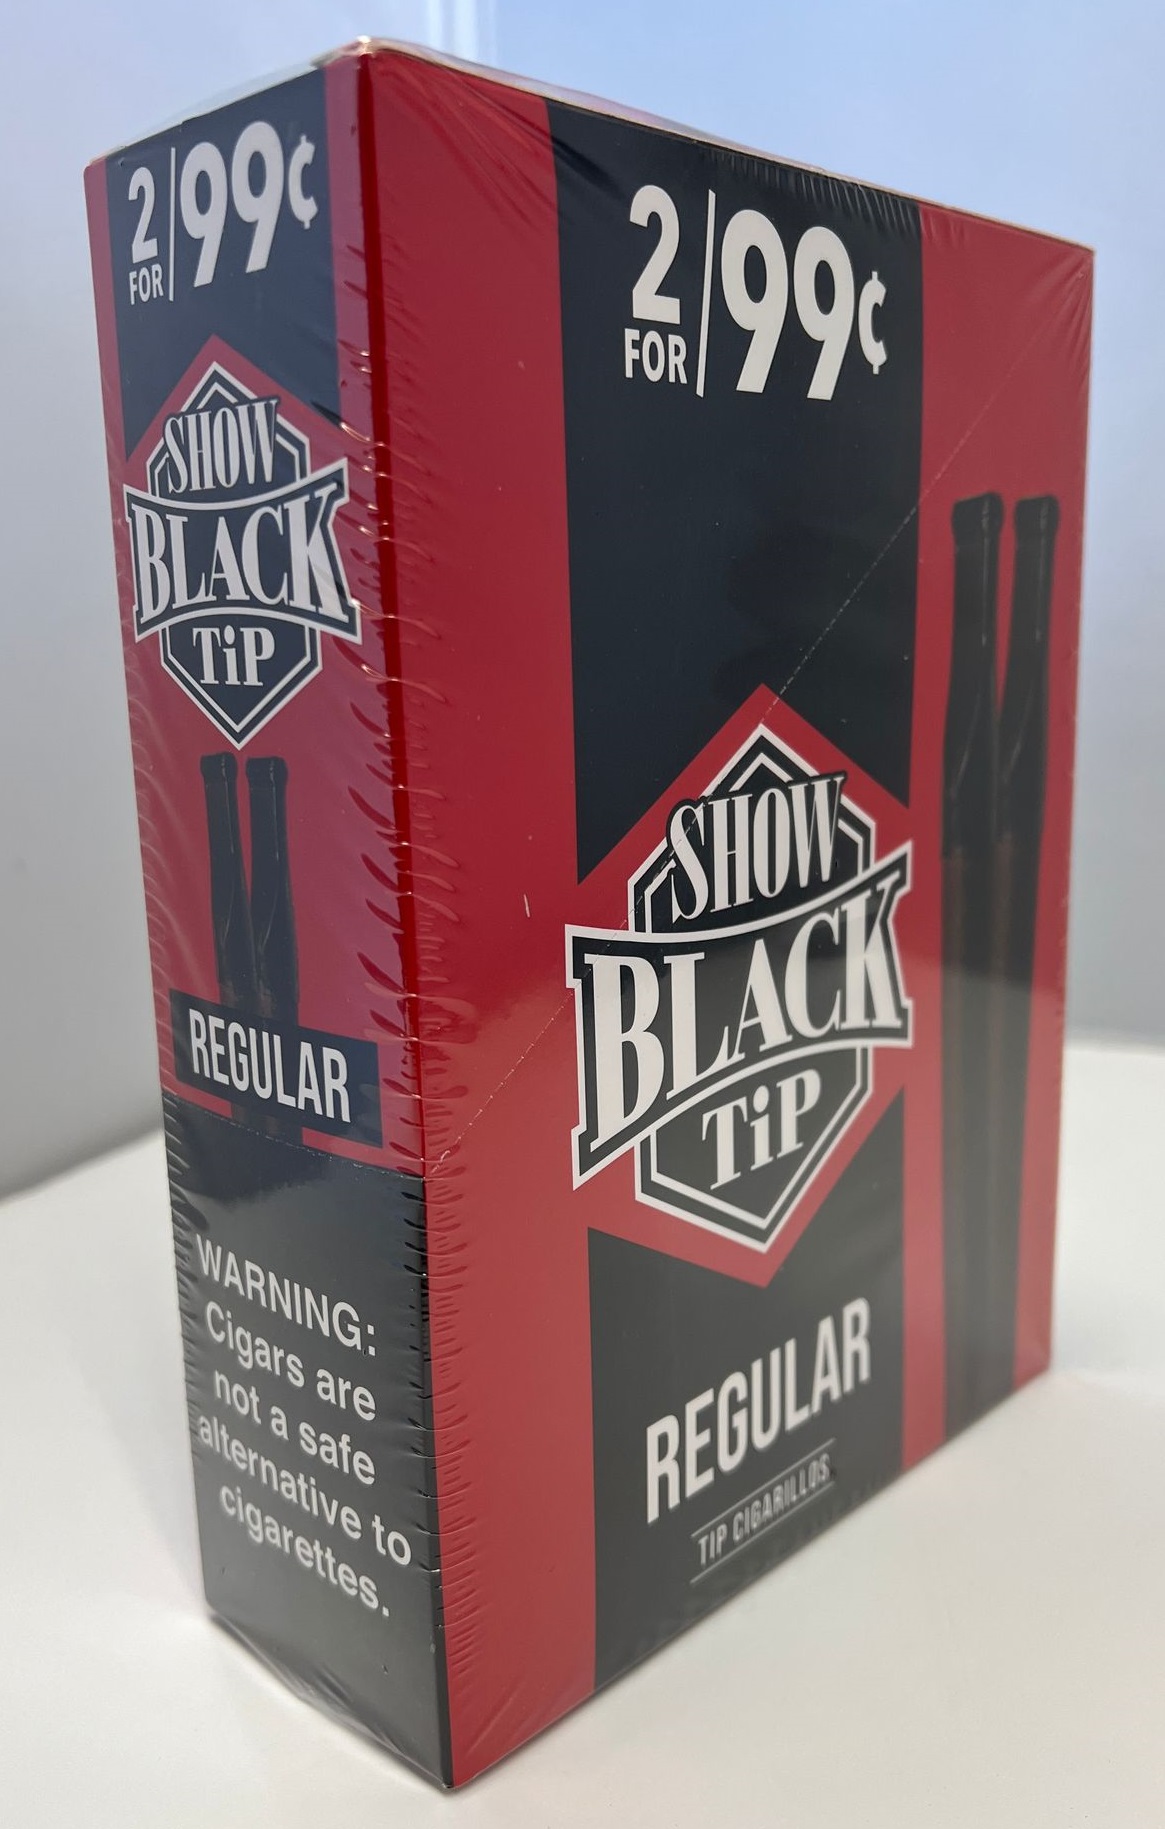 2 FOR / 99¢
SHOW
BLACK
TiP
REGULAR
WARNING:
Cigars are
not a safe
alternative to
cigarettes.
2 FOR / 99¢
SHOW
BLACK
TiP
REGULAR
TIP CIGARILLOS